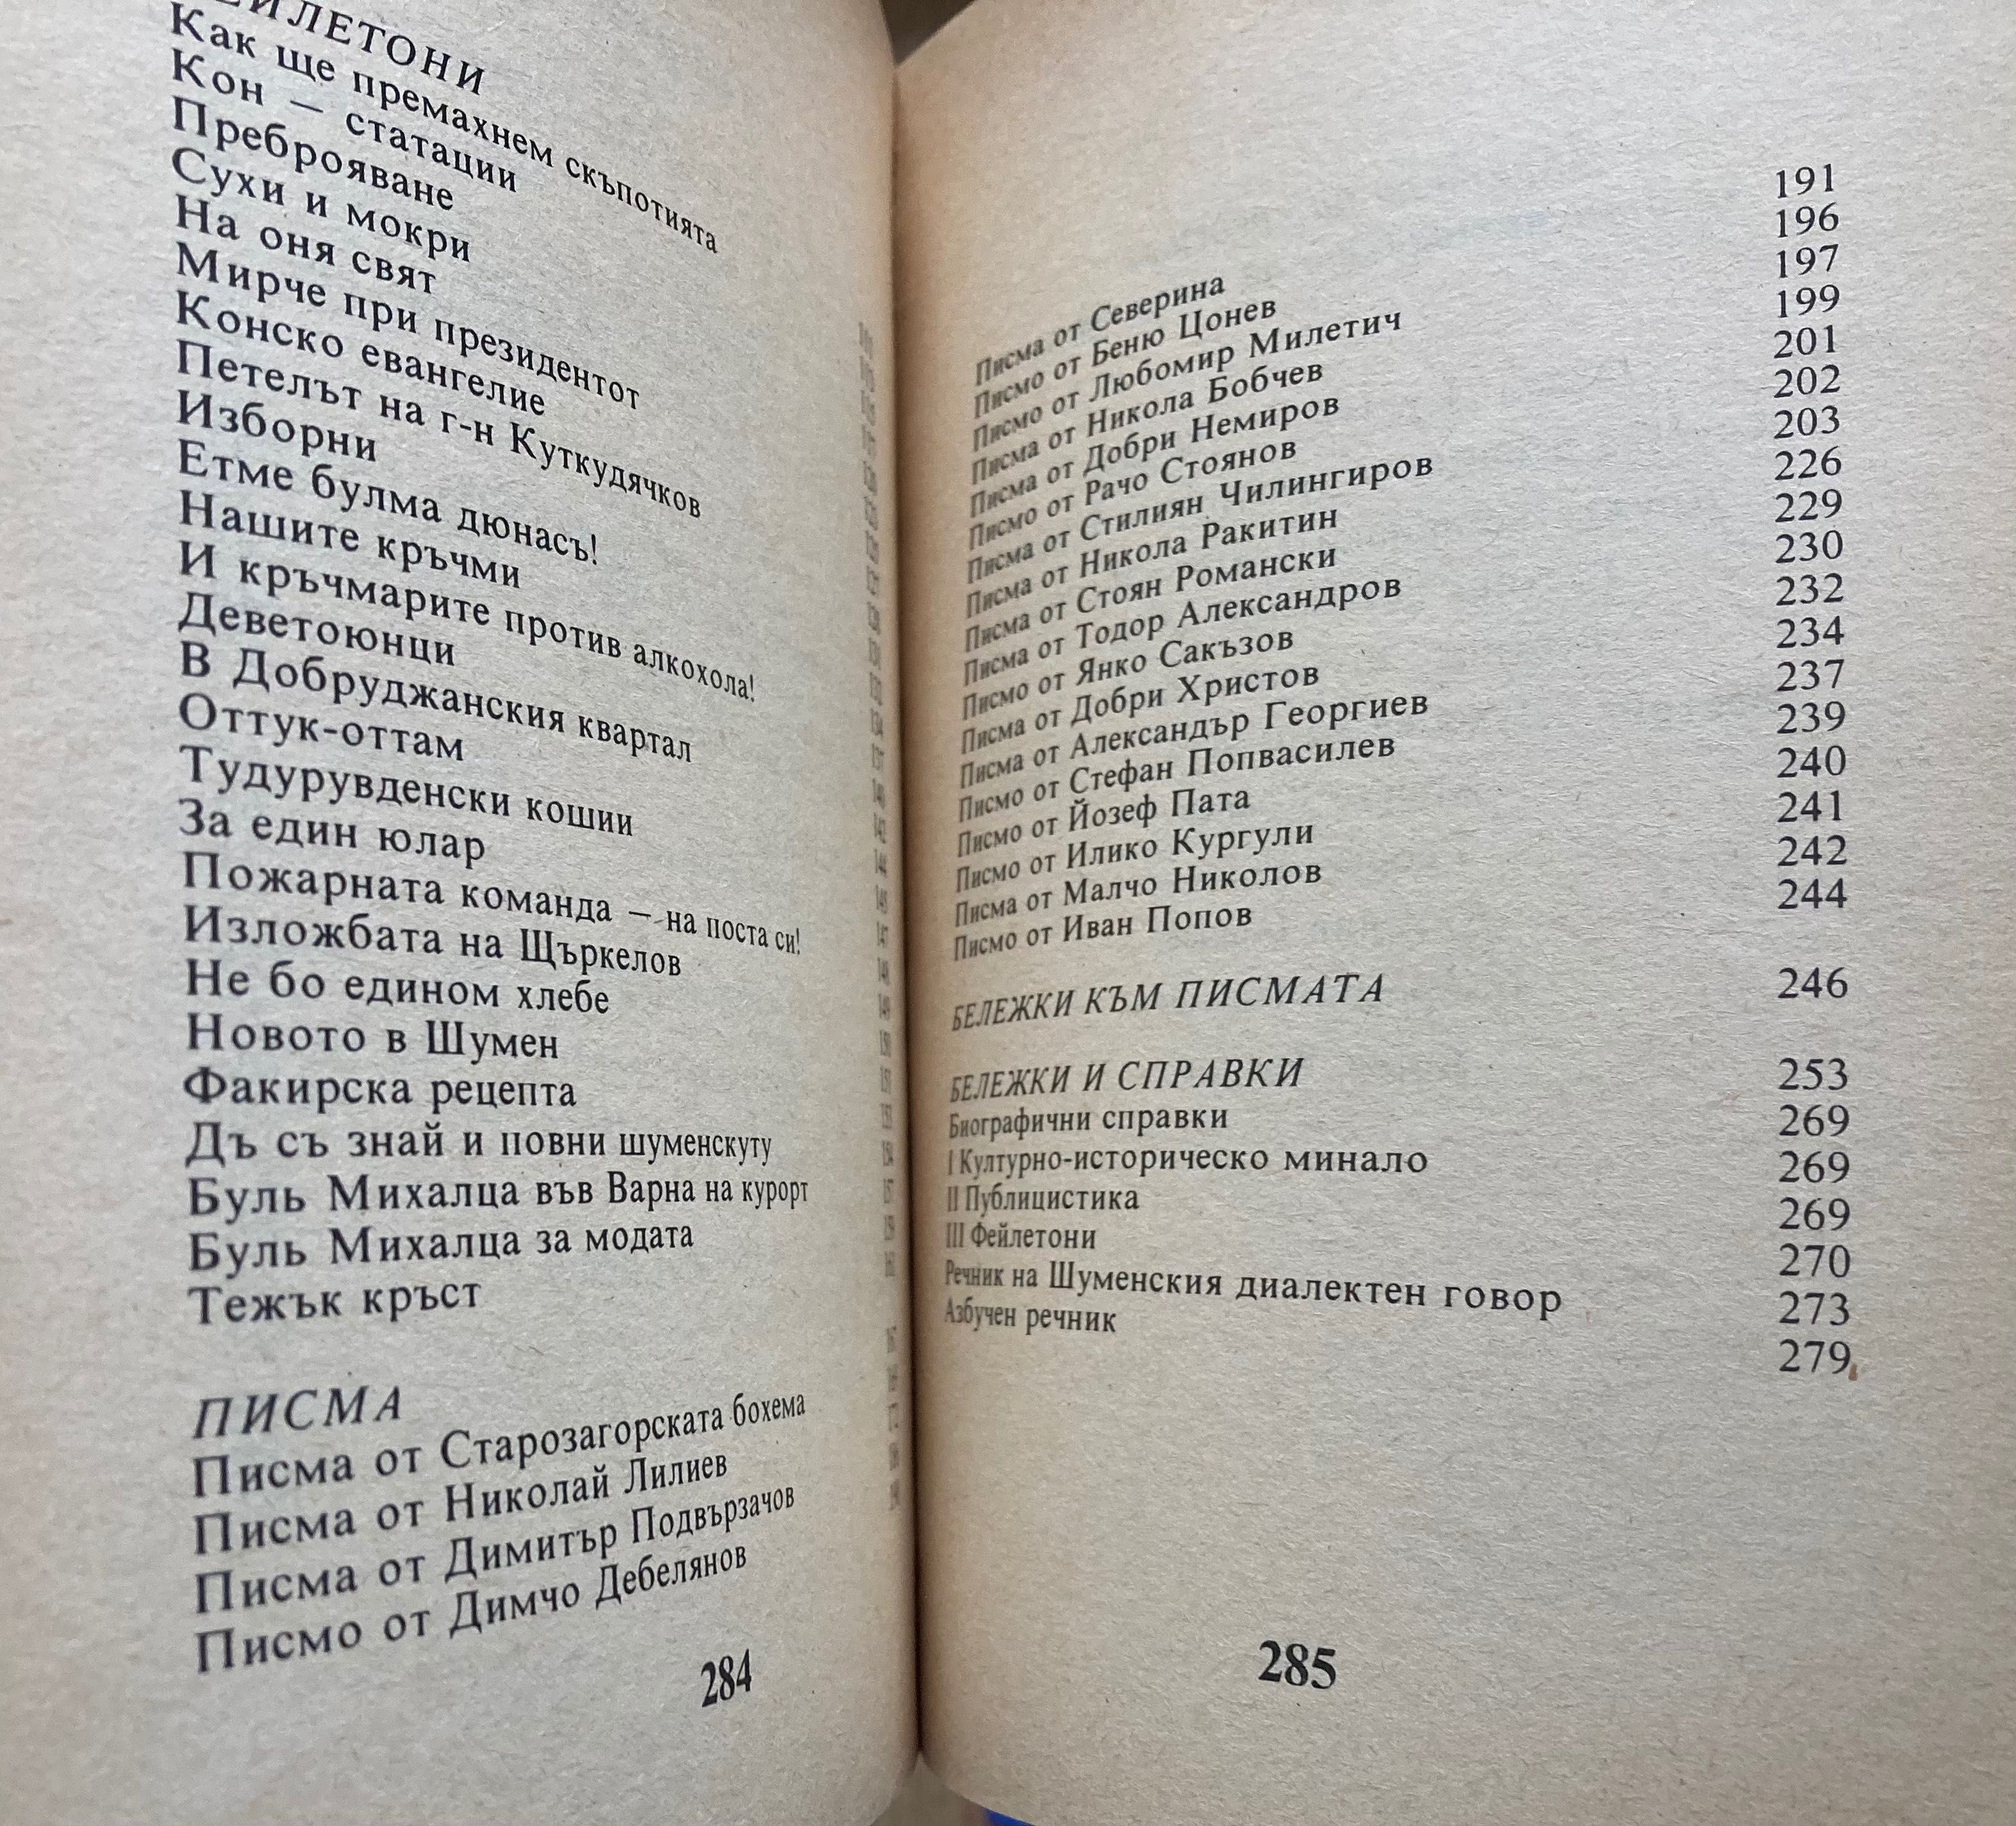 ЕЙЛЕТОНИ
Как ще премахнем скъпотията
Кон — статации
Преброяване
Сухи и мокри
На оня свят
Мирче при президентот
Конско евангелие
Петелът на г-н Куткудячков
Изборни
Етме булма дюнасъ!
Нашите кръчми
И кръчмарите против алкохола!
Деветоюнци
В Добруджанския квартал
Оттук-оттам
Тудурувденски кошии
За един юлар
Пожарната команда — на поста си!
Изложбата на Щъркелов
Не бо едином хлебе
Новото в Шумен
Факирска рецепта
Дъ съ знай и повни шуменскуту
Буль Михалца във Варна на курорт
Буль Михалца за модата
Тежък кръст
ПИСМА
Писма от Старозагорската бохема
Писма от Николай Лилиев
Писма от Димитър Подвързачов
Писмо от Димчо Дебелянов
284
Писма от Северина 191
Писмо от Беню Цонев 196
Писмо от Любомир Милетич 197
Писма от Никола Бобчев 199
Писма от Добри Немиров 201
Писмо от Рачо Стоянов 202
Писма от Стилиян Чилингиров 203
Писма от Никола Ракитин 226
Писма от Стоян Романски 229
Писма от Тодор Александров 230
Писмо от Янко Сакъзов 232
Писма от Добри Христов 234
Писма от Александър Георгиев 237
Писмо от Стефан Попвасилев 239
Писмо от Йозеф Пата 240
Писмо от Илико Кургули 241
Писма от Малчо Николов 242
Писмо от Иван Попов 244
БЕЛЕЖКИ КЪМ ПИСМАТА 246
БЕЛЕЖКИ И СПРАВКИ 253
Биографични справки 269
I Културно-историческо минало 269
II Публицистика 269
III Фейлетони 270
Речник на Шуменския диалектен говор 273
Азбучен речник 279
285